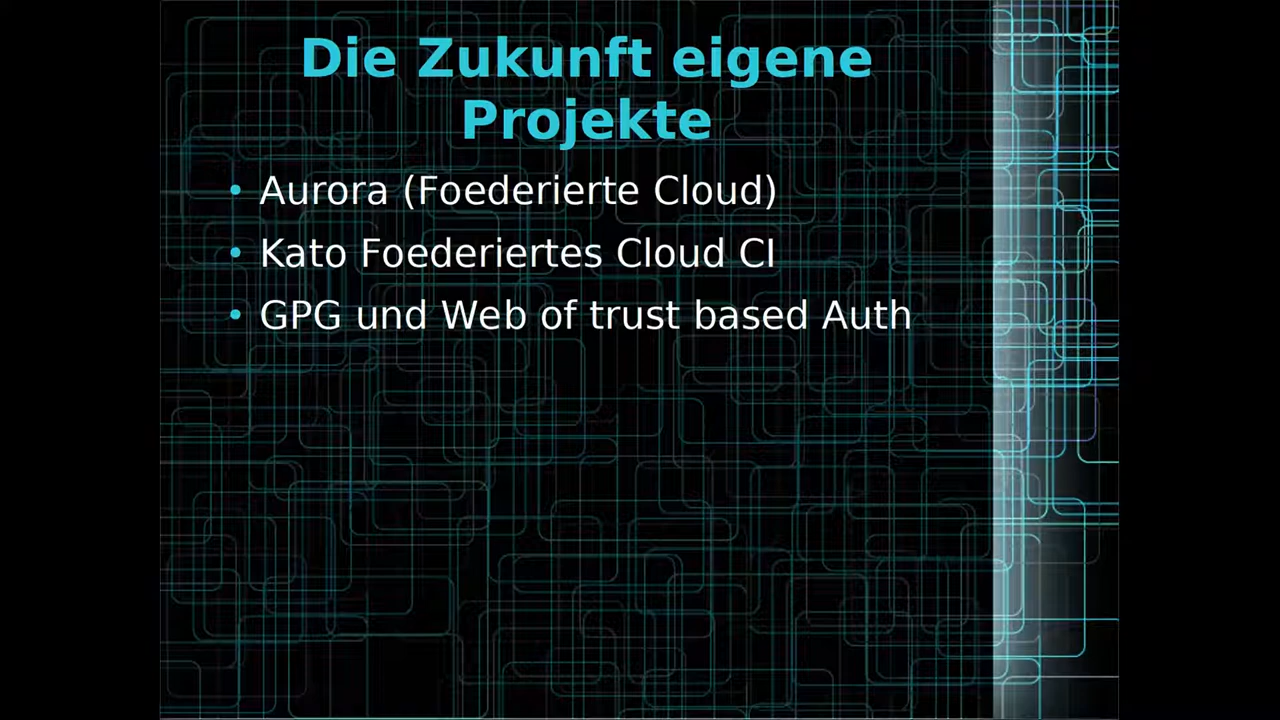 Die Zukunft eigene
Projekte
• Aurora (Foederierte Cloud)
• Kato Foederiertes Cloud CI
• GPG und Web of trust based Auth